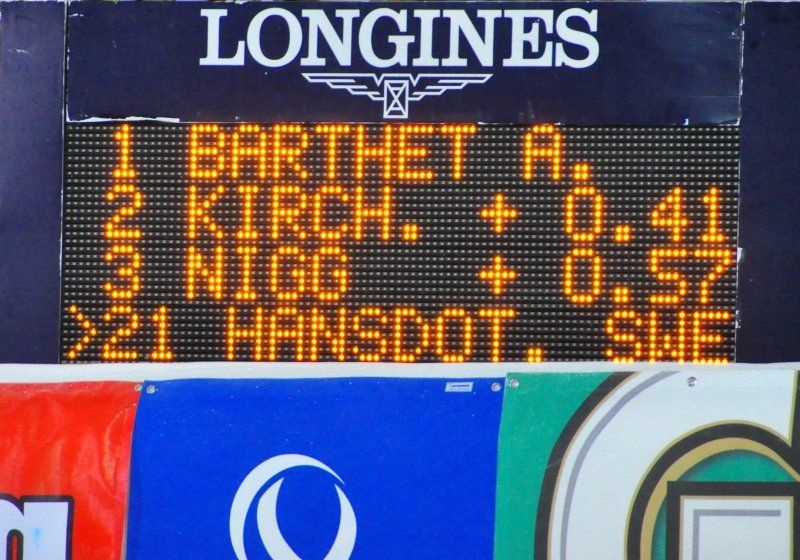 LONGINES
1 BARTHET A.
2 KIRCH. + 0.41
3 NIGG + 0.57
>21 HANSDOT. SWE